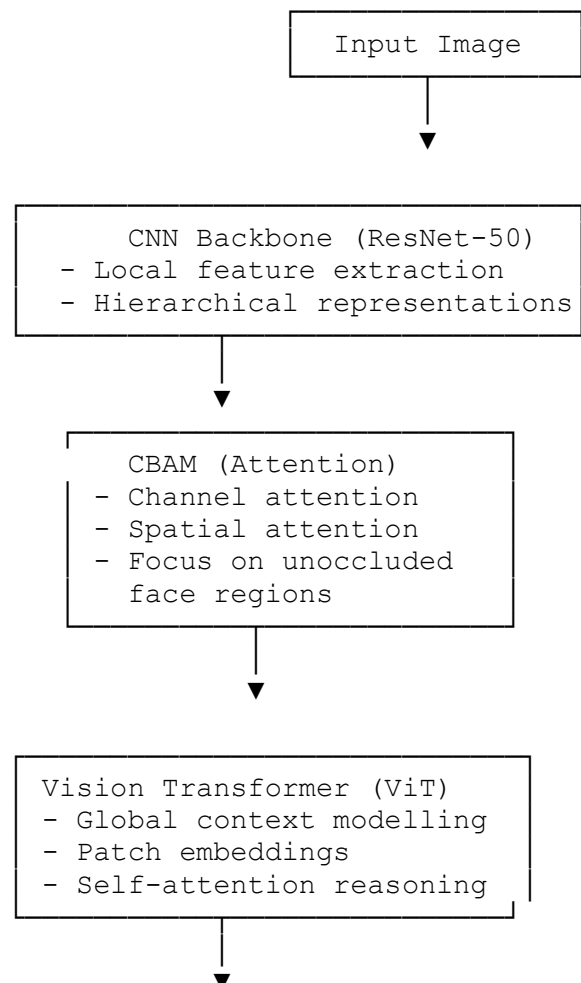 Input Image
CNN Backbone (ResNet-50)
- Local feature extraction
- Hierarchical representations
CBAM (Attention)
- Channel attention
- Spatial attention
- Focus on unoccluded
face regions
Vision Transformer (ViT)
- Global context modelling
- Patch embeddings
- Self-attention reasoning